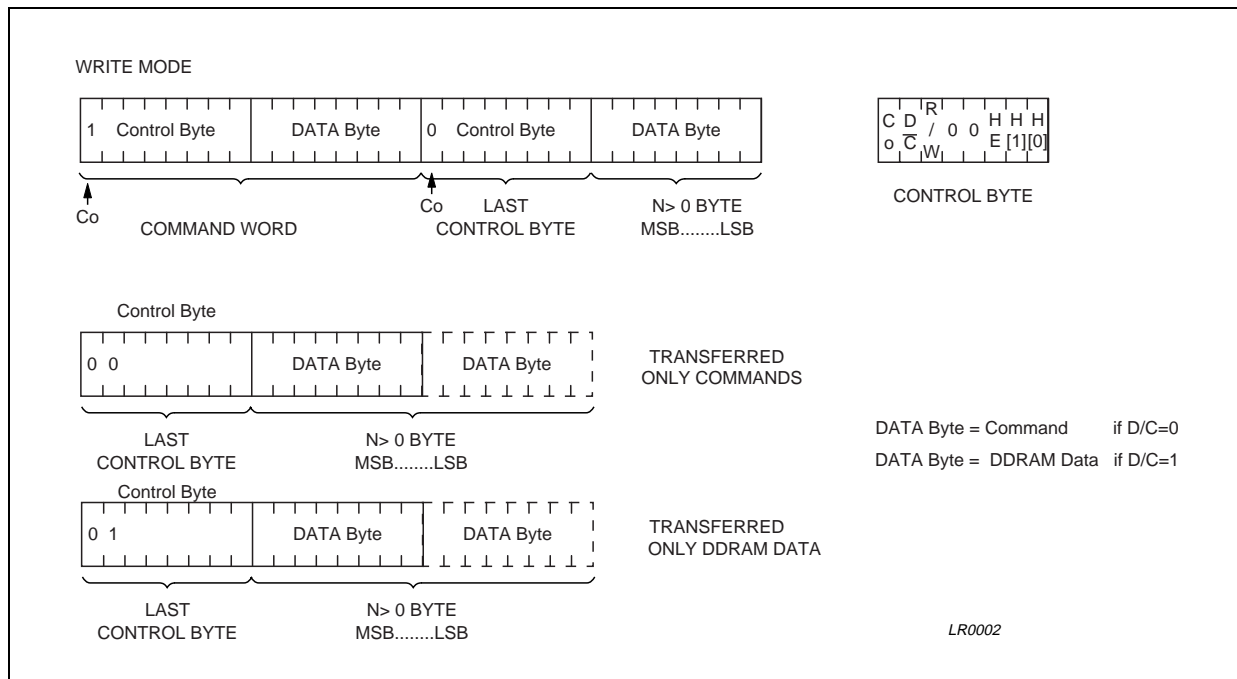 WRITE MODE
1 Control Byte DATA Byte 0 Control Byte DATA Byte
Co Co LAST N> 0 BYTE
COMMAND WORD CONTROL BYTE MSB........LSB
Co D/C R/W 0 0 HE H[1] H[0]
CONTROL BYTE
Control Byte
0 0 DATA Byte DATA Byte
TRANSFERRED
ONLY COMMANDS
LAST N> 0 BYTE
CONTROL BYTE MSB........LSB
DATA Byte = Command if D/C=0
DATA Byte = DDRAM Data if D/C=1
Control Byte
0 1 DATA Byte DATA Byte
TRANSFERRED
ONLY DDRAM DATA
LAST N> 0 BYTE
CONTROL BYTE MSB........LSB
LR0002